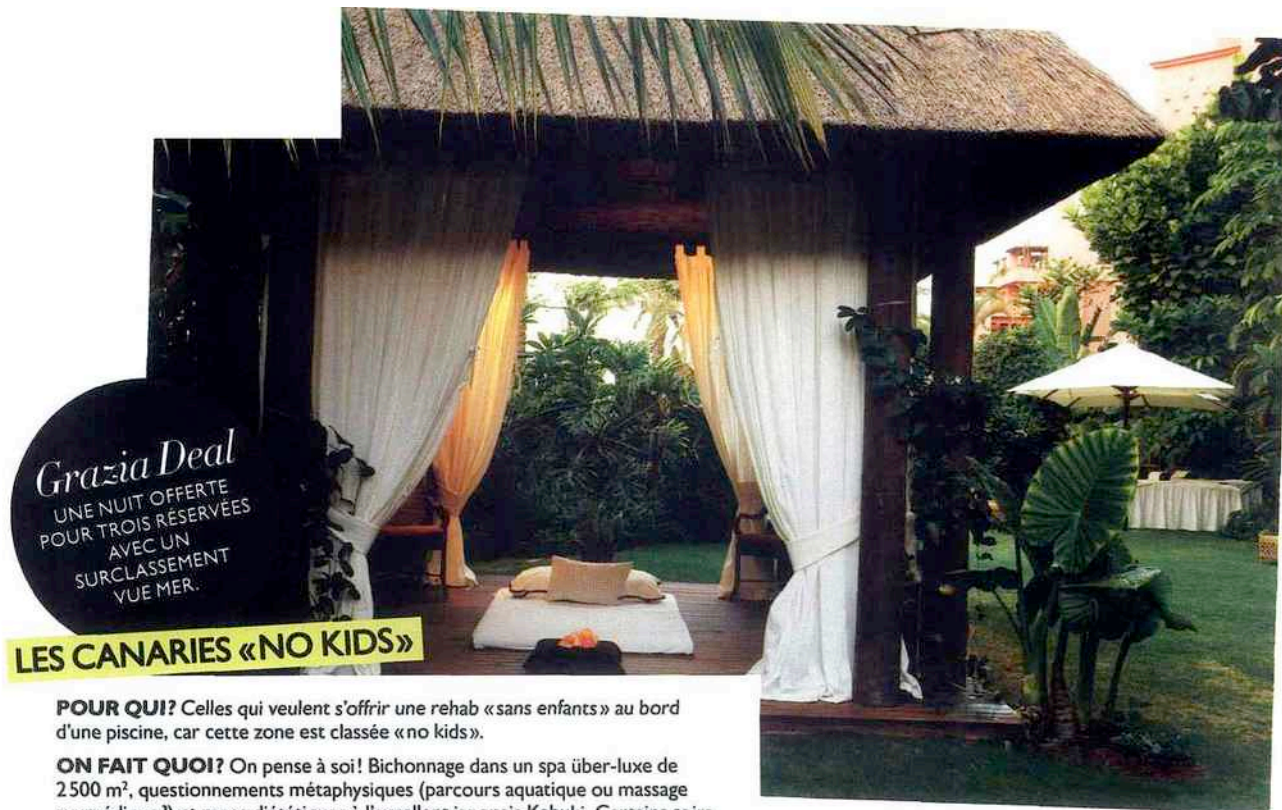 Grazia Deal
UNE NUIT OFFERTE
POUR TROIS RÉSERVÉES
AVEC UN
SURCLASSEMENT
VUE MER.
LES CANARIES «NO KIDS»
POUR QUI? Celles qui veulent s'offrir une rehab «sans enfants» au bord
d'une piscine, car cette zone est classée «no kids».
ON FAIT QUOI? On pense à soi! Bichonnage dans un spa über-luxe de
2500 m², questionnements métaphysiques (parcours aquatique ou massage